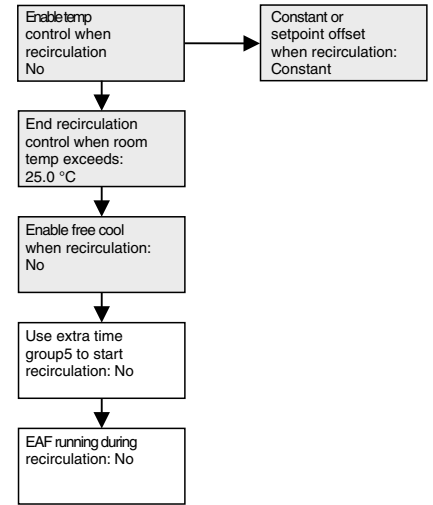 Enable temp
control when
recirculation
No
Constant or
setpoint offset
when recirculation:
Constant
End recirculation
control when room
temp exceeds:
25.0 °C
Enable free cool
when recirculation:
No
Use extra time
group5 to start
recirculation: No
EAF running during
recirculation: No